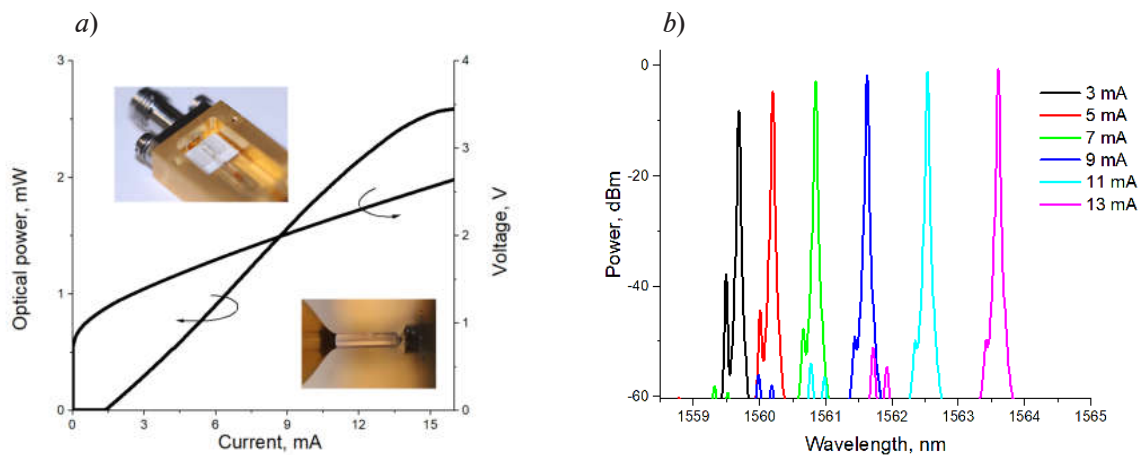 a)
b)
3
2
1
0
Optical power, mW
4
3
2
1
0
Voltage, V
0
3
6
9
12
15
Current, mA
0
-20
-40
-60
Power, dBm
1559
1560
1561
1562
1563
1564
1565
Wavelength, nm
3 mA
5 mA
7 mA
9 mA
11 mA
13 mA